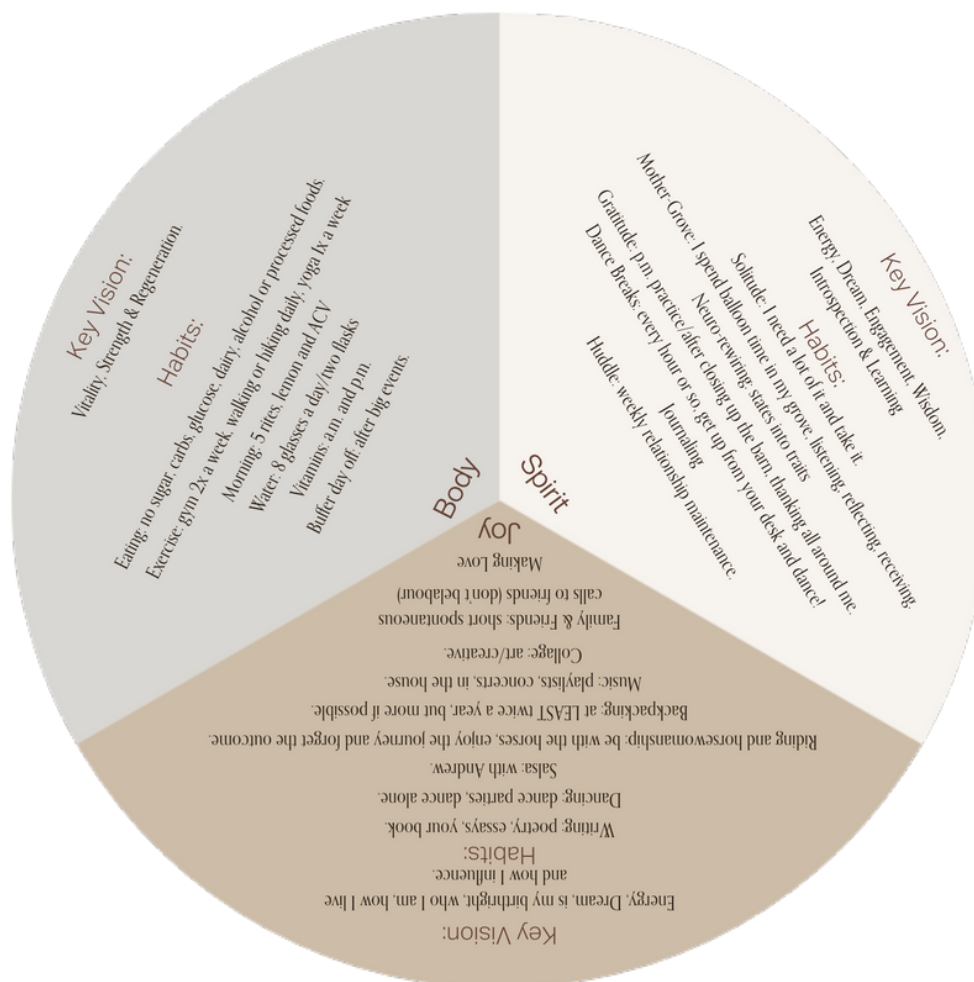 Body
Key Vision:
Vitality, Strength & Regeneration.
Habits:
Eating: no sugar, carbs, glucose, dairy, alcohol or processed foods.
Exercise: gym 2x a week, walking or hiking daily, yoga 1x a week
Morning: 5 rites, lemon and ACV
Water: 8 glasses a day/two flasks
Vitamins: a.m. and p.m.
Buffer day off: after big events.
Spirit
Key Vision:
Energy, Dream, Engagement, Wisdom,
Introspection & Learning
Habits:
Solitude: I need a lot of it and take it.
Mother-Grove: I spend balloon time in my grove, listening, reflecting, receiving.
Neuro-rewiring: states into traits
Gratitude: p.m. practice/after closing up the barn, thanking all around me.
Dance Breaks: every hour or so, get up from your desk and dance!
Journaling
Huddle: weekly relationship maintenance.
Key Vision:
Energy, Dream, is my birthright, who I am, how I live
and how I influence.
Habits:
Writing: poetry, essays, your book.
Dancing: dance parties, dance alone.
Salsa: with Andrew.
Riding and horsewomanship: be with the horses, enjoy the journey and forget the outcome.
Backpacking: at LEAST twice a year, but more if possible.
Music: playlists, concerts, in the house.
Collage: art/creative.
Family & Friends: short spontaneous
calls to friends (don't belabour)
Making Love
Joy